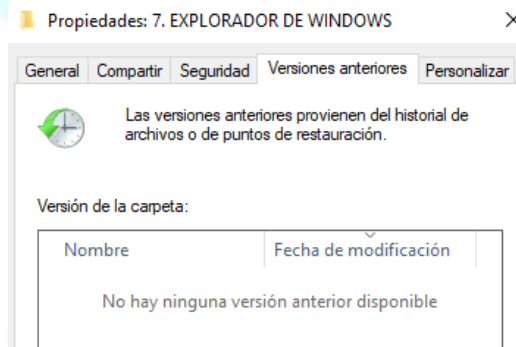 Propiedades: 7. EXPLORADOR DE WINDOWS
General Compartir Seguridad Versiones anteriores Personalizar
Las versiones anteriores provienen del historial de
archivos o de puntos de restauración.
Versión de la carpeta:
Nombre Fecha de modificación
No hay ninguna versión anterior disponible